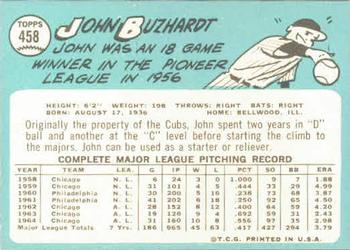 TOPPS
458
JOHN BUZHARDT
JOHN WAS AN 18 GAME
WINNER IN THE PIONEER
LEAGUE IN 1956
HEIGHT: 6'2" WEIGHT: 198 THROWS: RIGHT BATS: RIGHT
BORN: AUGUST 17, 1936 HOME: BELLWOOD, ILL.
Originally the property of the Cubs, John spent two years in "D"
ball and another at the "C" level before starting the climb to
the majors. John can be used as a starter or reliever.
COMPLETE MAJOR LEAGUE PITCHING RECORD
YEAR TEAM LEA. G IP W L PCT SO BB ERA
1958 Chicago N. L. 6 24 3 0 1.000 9 7 1.88
1959 Chicago N. L. 31 101 4 5 .444 33
1960 Philadelphia N. L. 30 200 5 16 .238 73 68 3.87
1961 Philadelphia N. L. 41 202 6 18 .250 92 65 4.50
1962 Chicago A. L. 28 152 8 12 .400 64 59 4.20
1963 Chicago A. L. 19 126 9 4 .692 59 31 2.43
1964 Chicago A. L. 31 160 10 8 .556 97 35 2.98
Major League Totals 7 Yrs. 186 965 45 63 .417 427 294 3.79
©T.C.G. PRINTED IN U.S.A.